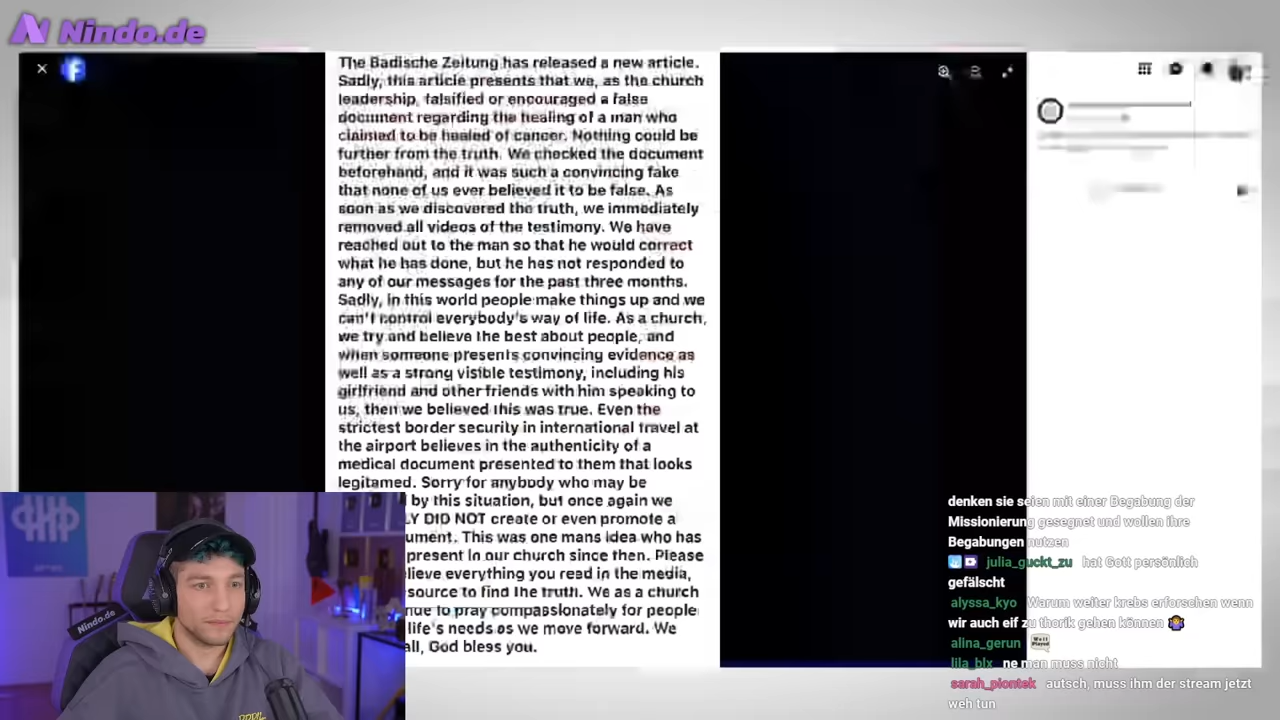 Nindo.de
The Badische Zeitung has released a new article.
Sadly, this article presents that we, as the church
leadership, falsified or encouraged a false
document regarding the healing of a man who
claimed to be healed of cancer. Nothing could be
further from the truth. We checked the document
beforehand, and it was such a convincing fake
that none of us ever believed it to be false. As
soon as we discovered the truth, we immediately
removed all videos of the testimony. We have
reached out to the man so that he would correct
what he has done, but he has not responded to
any of our messages for the past three months.
Sadly, in this world people make things up and we
can't control everybody's way of life. As a church,
we try and believe the best about people, and
when someone presents convincing evidence as
well as a strong visible testimony, including his
girlfriend and other friends with him speaking to
us, then we believed this was true. Even the
strictest border security in international travel at
the airport believes in the authenticity of a
medical document presented to them that looks
legitamed. Sorry for anybody who may be
by this situation, but once again we
LY DID NOT create or even promote a
ument. This was one mans idea who has
present in our church since then. Please
lieve everything you read in the media,
source to find the truth. We as a church
nue to pray compassionately for people
life's needs as we move forward. We
all, God bless you.
Nindo.de
denken sie seien mit einer Begabung der
Missionierung gesegnet und wollen ihre
Begabungen nutzen
julia_guckt_zu hat Gott persönlich
gefälscht
alyssa_kyo Warum weiter krebs erforschen wenn
wir auch eif zu thorik gehen können
alina_gerun
lila_blx ne man muss nicht
sarah_piontek autsch, muss ihm der stream jetzt
weh tun